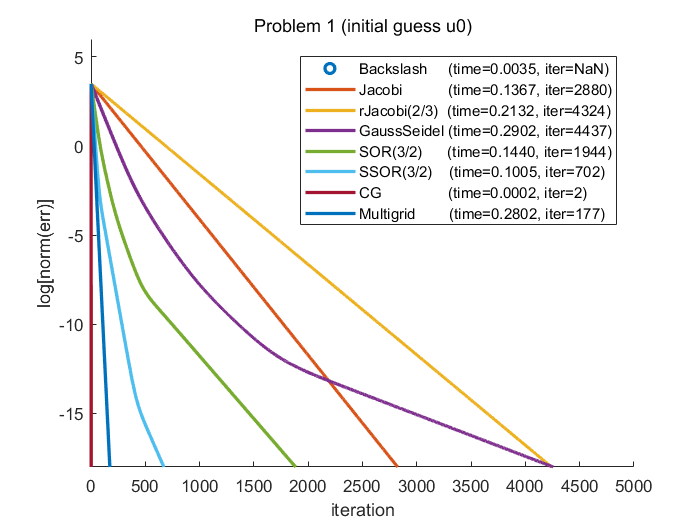 Problem 1 (initial guess u0)
Backslash (time=0.0035, iter=NaN)
Jacobi (time=0.1367, iter=2880)
rJacobi(2/3) (time=0.2132, iter=4324)
GaussSeidel (time=0.2902, iter=4437)
SOR(3/2) (time=0.1440, iter=1944)
SSOR(3/2) (time=0.1005, iter=702)
CG (time=0.0002, iter=2)
Multigrid (time=0.2802, iter=177)
log[norm(err)]
5
0
-5
-10
-15
0 500 1000 1500 2000 2500 3000 3500 4000 4500 5000
iteration